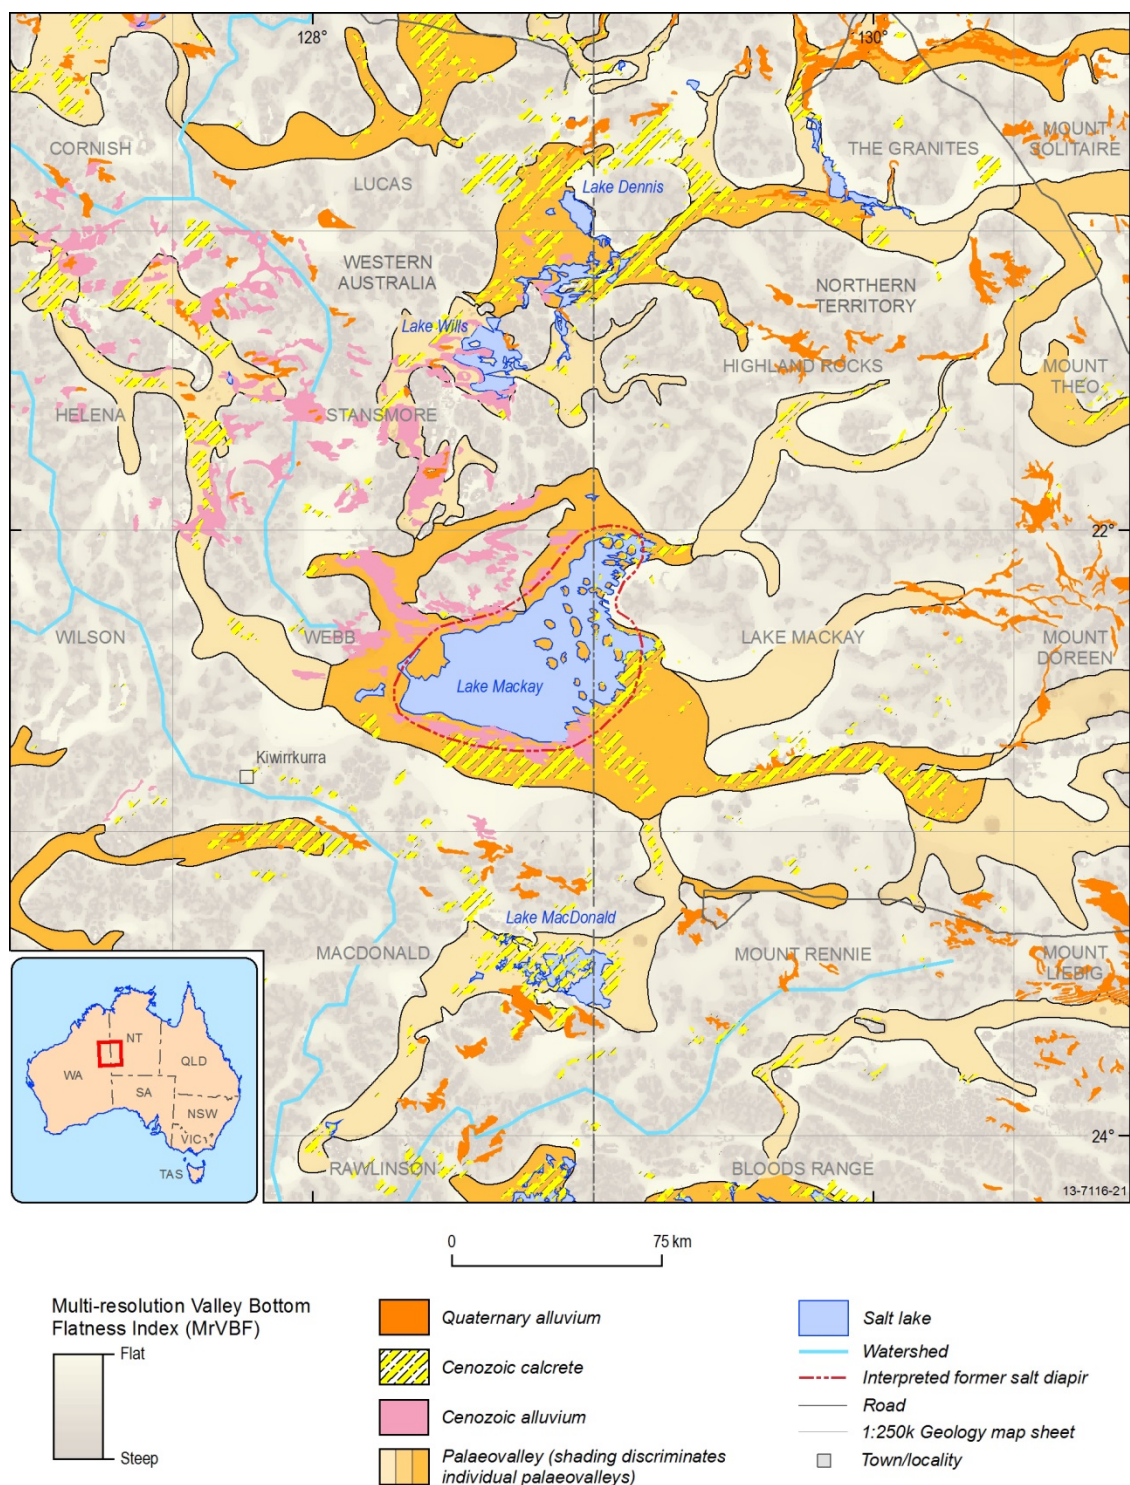 128°
130°
CORNISH
LUCAS
Lake Dennis
THE GRANITES
MOUNT
SOLITAIRE
WESTERN
AUSTRALIA
NORTHERN
TERRITORY
Lake Wills
HIGHLAND ROCKS
MOUNT
THEO
HELENA
STANSMORE
22°
WILSON
WEBB
LAKE MACKAY
MOUNT
DOREEN
Lake Mackay
Kiwirrkurra
Lake MacDonald
MACDONALD
MOUNT RENNIE
MOUNT
LIEBIG
NT
WA
QLD
SA
NSW
VIC
TAS
24°
RAWLINSON
BLOODS RANGE
13-7116-21
0
75 km
Multi-resolution Valley Bottom
Flatness Index (MrVBF)
Flat
Steep
Quaternary alluvium
Cenozoic calcrete
Cenozoic alluvium
Palaeovalley (shading discriminates
individual palaeovalleys)
Salt lake
Watershed
Interpreted former salt diapir
Road
1:250k Geology map sheet
Town/locality